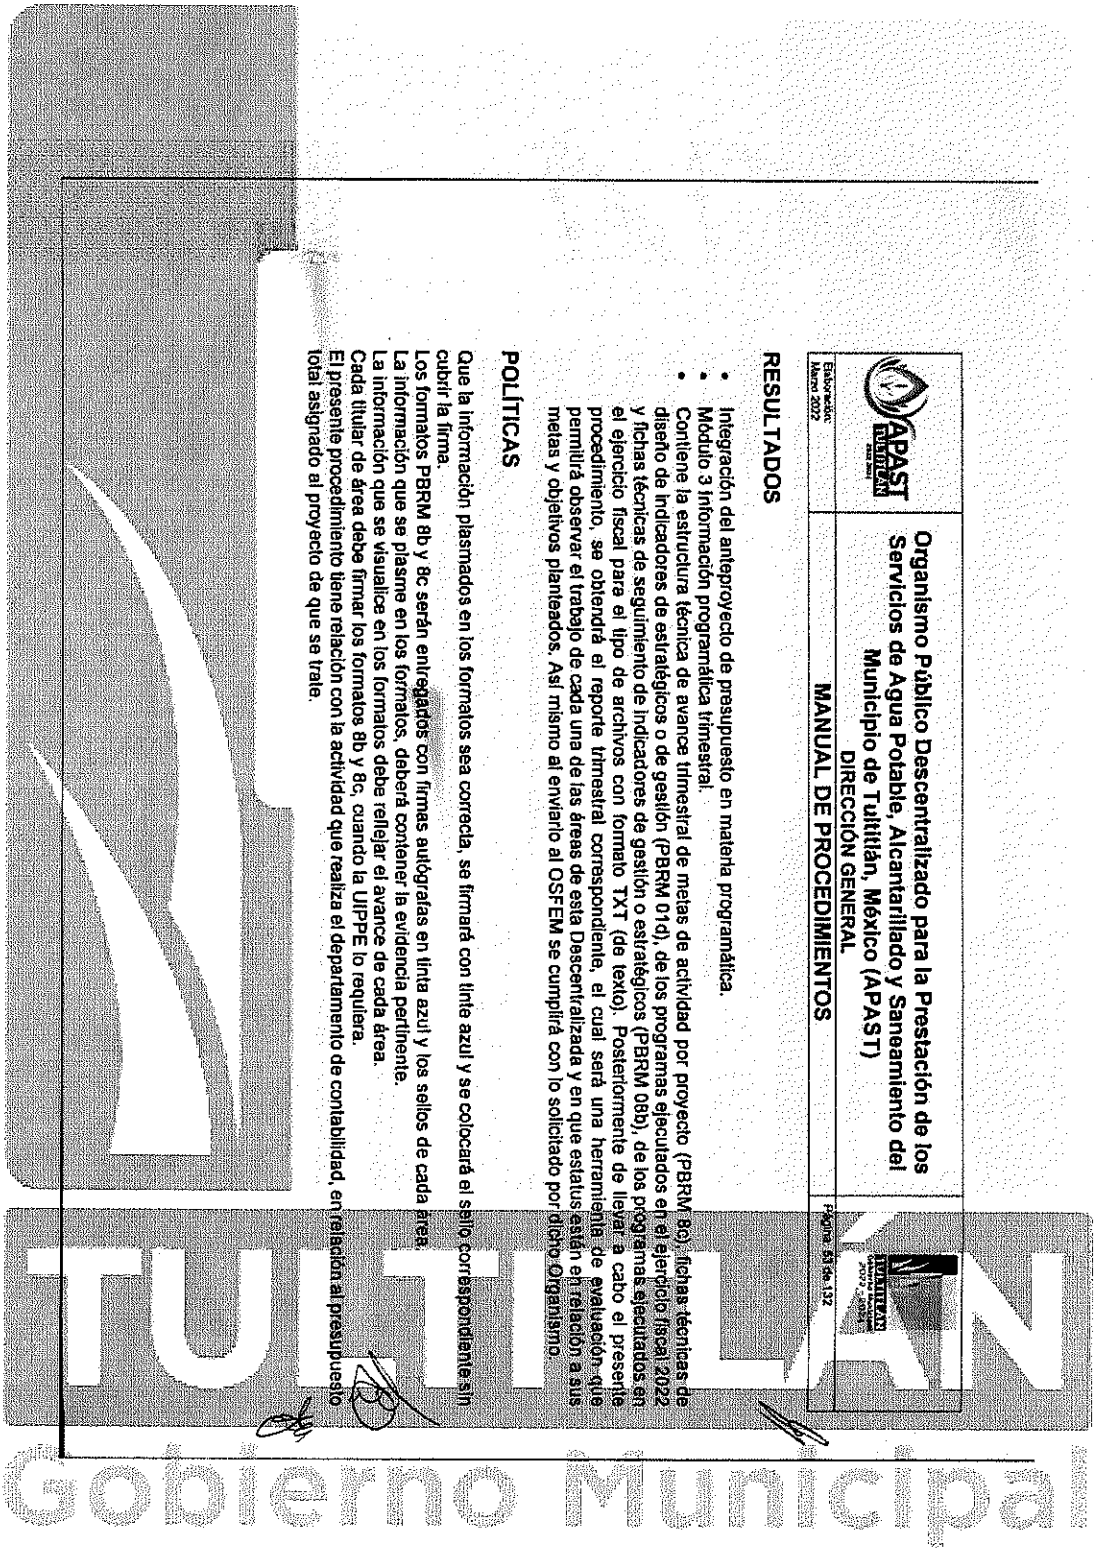 APAST
TULTITLÁN
Organismo Público Descentralizado para la Prestación de los
Servicios de Agua Potable, Alcantarillado y Saneamiento del
Municipio de Tultitlán, México (APAST)
DIRECCIÓN GENERAL
TULTITLÁN
2022 - 2024
Elaboración:
Marzo 2022
MANUAL DE PROCEDIMIENTOS
Página: 53 de 132
RESULTADOS
• Integración del anteproyecto de presupuesto en materia programática.
• Módulo 3 información programática trimestral.
• Contiene la estructura técnica de avance trimestral de metas de actividad por proyecto (PBRM 8c), fichas técnicas de
diseño de indicadores de estratégicos o de gestión (PBRM 01d), de los programas ejecutados en el ejercicio fiscal 2022
y fichas técnicas de seguimiento de indicadores de gestión o estratégicos (PBRM 08b), de los programas ejecutados en
el ejercicio fiscal para el tipo de archivos con formato TXT (de texto). Posteriormente de llevar a cabo el presente
procedimiento, se obtendrá el reporte trimestral correspondiente, el cual será una herramienta de evaluación que
permitirá observar el trabajo de cada una de las áreas de esta Descentralizada y en que estatus están en relación a sus
metas y objetivos planteados. Así mismo al enviarlo al OSFEM se cumplirá con lo solicitado por dicho Organismo.
POLÍTICAS
Que la información plasmados en los formatos sea correcta, se firmará con tinte azul y se colocará el sello correspondiente sin
cubrir la firma.
Los formatos PBRM 8b y 8c serán entregados con firmas autógrafas en tinta azul y los sellos de cada área.
La información que se plasme en los formatos, deberá contener la evidencia pertinente.
La información que se visualice en los formatos debe reflejar el avance de cada área.
Cada titular de área debe firmar los formatos 8b y 8c, cuando la UIPPE lo requiera.
El presente procedimiento tiene relación con la actividad que realiza el departamento de contabilidad, en relación al presupuesto
total asignado al proyecto de que se trate.
TULTITLÁN
Gobierno Municipal